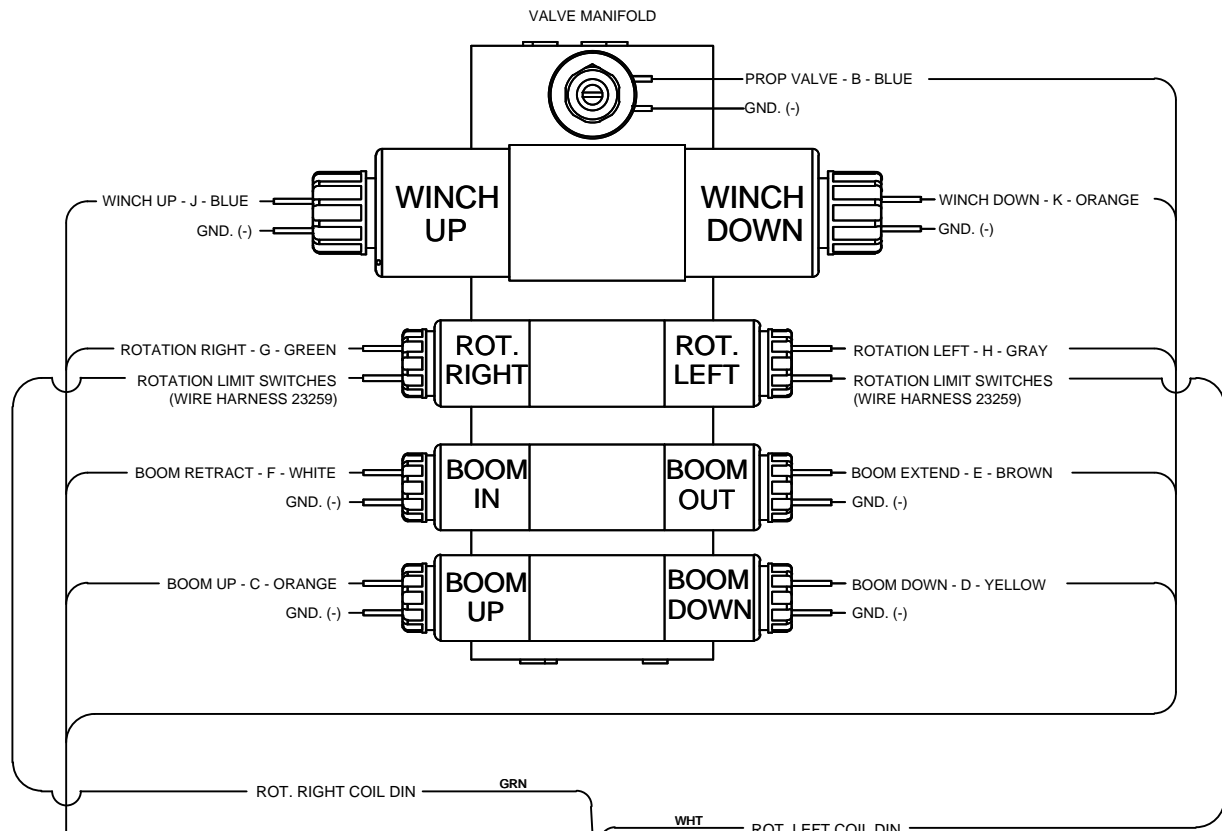 VALVE MANIFOLD
PROP VALVE - B - BLUE
GND. (-)
WINCH UP - J - BLUE
GND. (-)
WINCH
UP
WINCH
DOWN
WINCH DOWN - K - ORANGE
GND. (-)
ROTATION RIGHT - G - GREEN
ROTATION LIMIT SWITCHES
(WIRE HARNESS 23259)
ROT.
RIGHT
ROT.
LEFT
ROTATION LEFT - H - GRAY
ROTATION LIMIT SWITCHES
(WIRE HARNESS 23259)
BOOM RETRACT - F - WHITE
GND. (-)
BOOM
IN
BOOM
OUT
BOOM EXTEND - E - BROWN
GND. (-)
BOOM UP - C - ORANGE
GND. (-)
BOOM
UP
BOOM
DOWN
BOOM DOWN - D - YELLOW
GND. (-)
ROT. RIGHT COIL DIN
GRN
WHT
ROT. LEFT COIL DIN